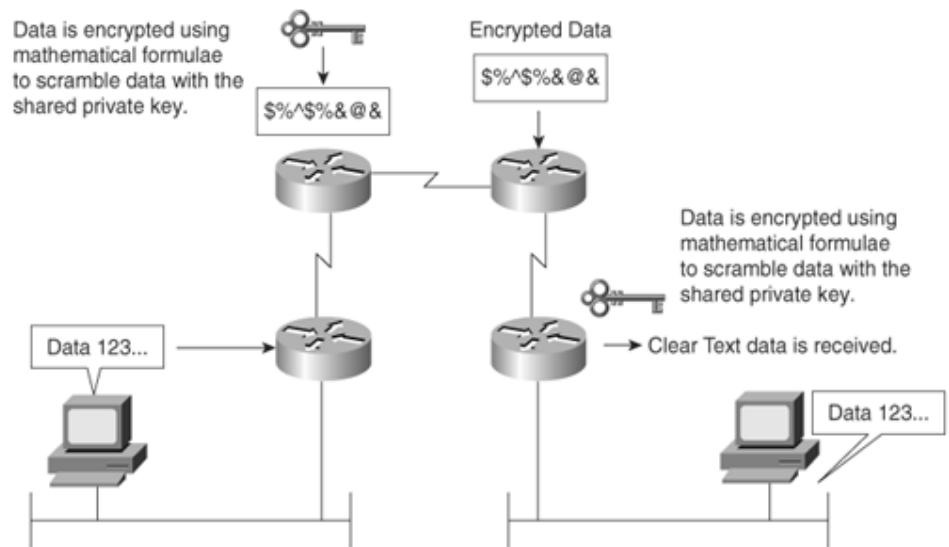 Data is encrypted using
mathematical formulae
to scramble data with the
shared private key.
$%^$%&@&
Encrypted Data
$%^$%&@&
Data is encrypted using
mathematical formulae
to scramble data with the
shared private key.
Data 123...
Clear Text data is received.
Data 123...